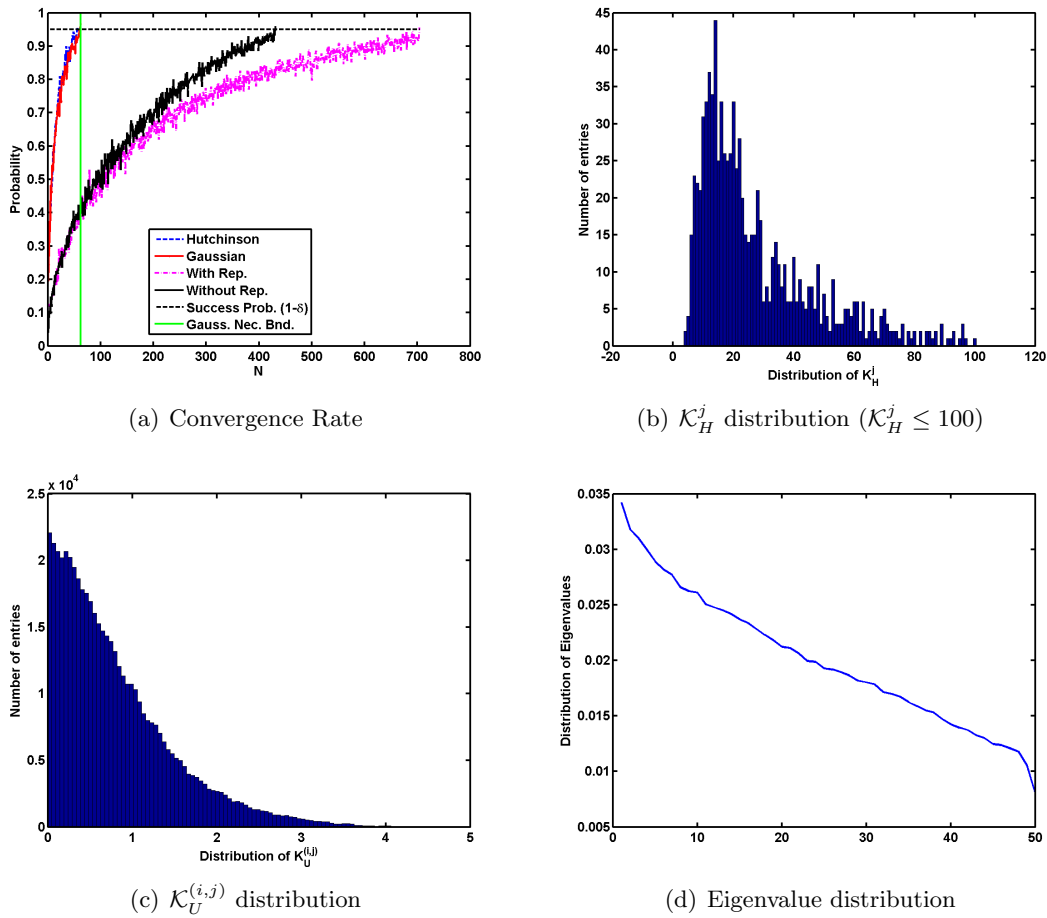 1
0.9
0.8
0.7
0.6
0.5
0.4
0.3
0.2
0.1
0
Probability
Hutchinson
Gaussian
With Rep.
Without Rep.
Success Prob. (1-δ)
Gauss. Nec. Bnd.
0 100 200 300 400 500 600 700 800
N
(a) Convergence Rate
45
40
35
30
25
20
15
10
5
0
Number of entries
-20 0 20 40 60 80 100 120
Distribution of K_H^j
(b) 𝒦_H^j distribution (𝒦_H^j ≤ 100)
x 10^4
2.5
2
1.5
1
0.5
0
Number of entries
0 1 2 3 4 5
Distribution of K_U^(i,j)
(c) 𝒦_U^(i,j) distribution
0.035
0.03
0.025
0.02
0.015
0.01
0.005
Distribution of Eigenvalues
0 10 20 30 40 50
(d) Eigenvalue distribution